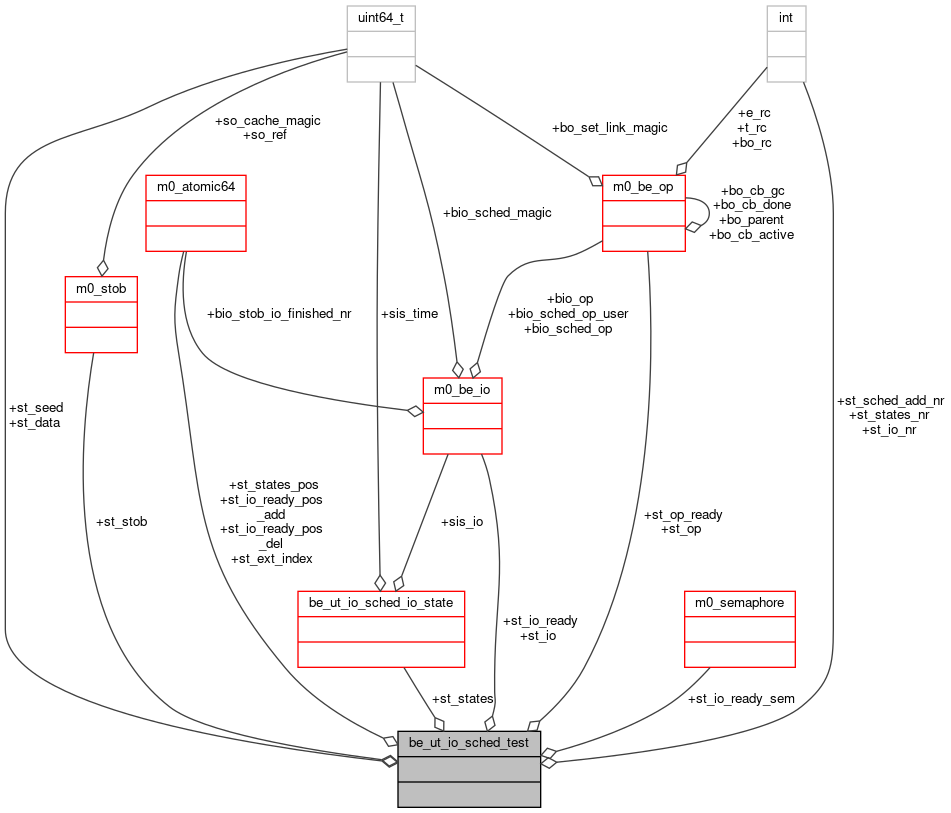 uint64_t
int
+so_cache_magic
+so_ref
+e_rc
+t_rc
+bo_rc
+bo_set_link_magic
m0_atomic64
m0_be_op
+bo_cb_gc
+bo_cb_done
+bo_parent
+bo_cb_active
+bio_sched_magic
m0_stob
+bio_stob_io_finished_nr
+sis_time
+bio_op
+bio_sched_op_user
+bio_sched_op
m0_be_io
+st_seed
+st_data
+st_sched_add_nr
+st_states_nr
+st_io_nr
+st_states_pos
+st_io_ready_pos
_add
+st_io_ready_pos
_del
+st_ext_index
+st_stob
+sis_io
+st_op_ready
+st_op
be_ut_io_sched_io_state
m0_semaphore
+st_io_ready
+st_io
+st_states
+st_io_ready_sem
be_ut_io_sched_test